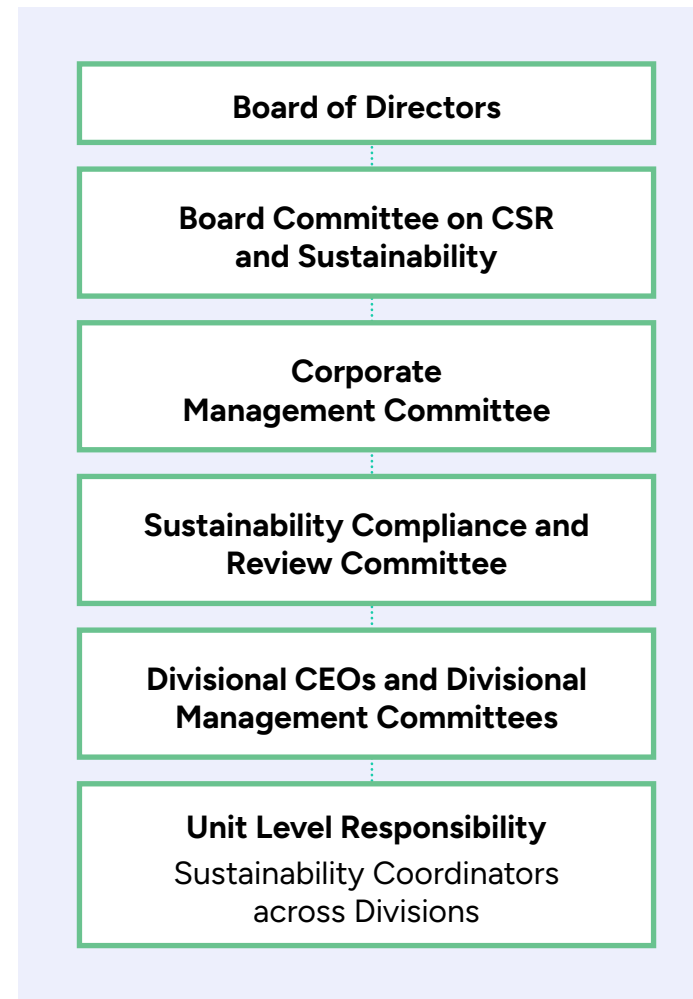 Board of Directors
Board Committee on CSR
and Sustainability
Corporate
Management Committee
Sustainability Compliance and
Review Committee
Divisional CEOs and Divisional
Management Committees
Unit Level Responsibility
Sustainability Coordinators
across Divisions